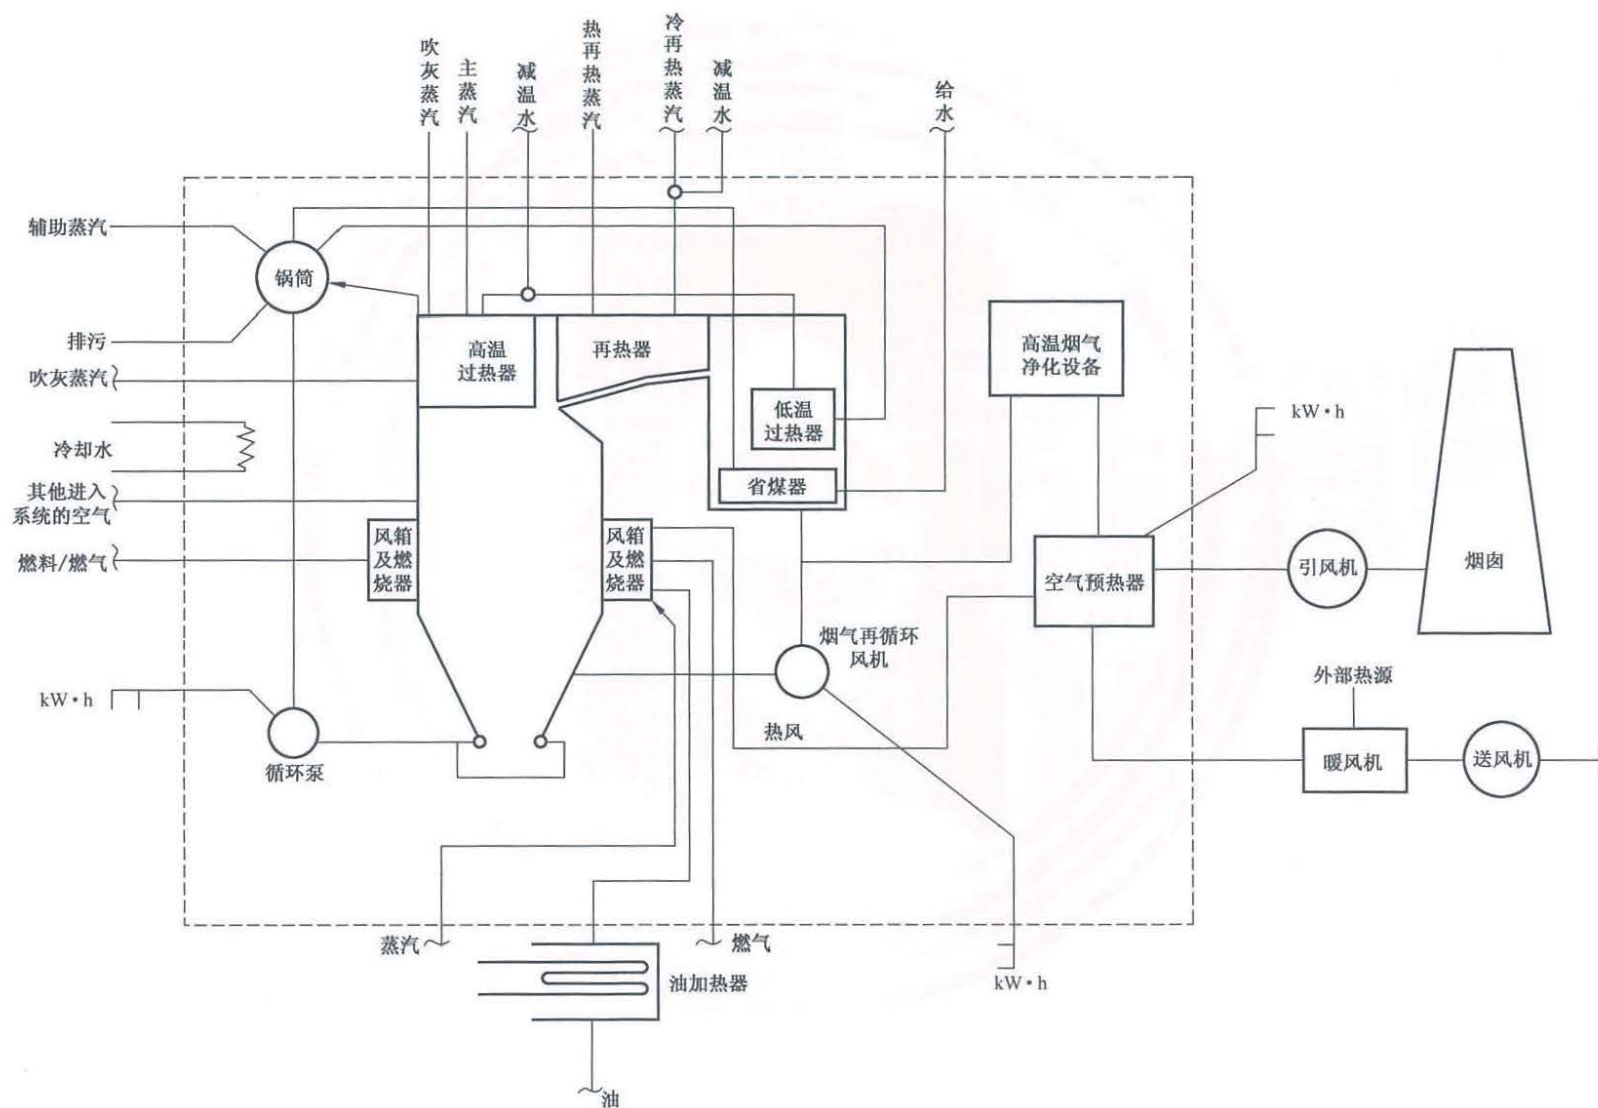 吹灰蒸汽
主蒸汽
减温水
热再热蒸汽
冷再热蒸汽
减温水
给水
辅助蒸汽
锅筒
排污
吹灰蒸汽
高温
过热器
再热器
高温烟气
净化设备
低温
过热器
kW·h
冷却水
省煤器
其他进入
系统的空气
风箱
及燃
烧器
风箱
及燃
烧器
燃料/燃气
空气预热器
引风机
烟囱
烟气再循环
风机
外部热源
kW·h
热风
循环泵
暖风机
送风机
蒸汽
燃气
油加热器
kW·h
油